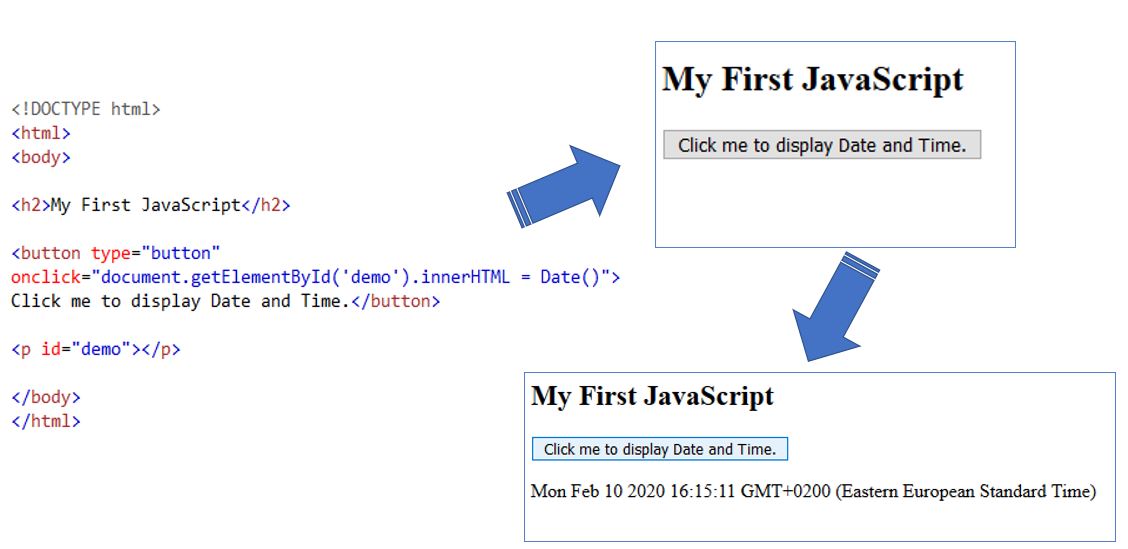 <!DOCTYPE html>
<html>
<body>
<h2>My First JavaScript</h2>
<button type="button"
onclick="document.getElementById('demo').innerHTML = Date()">
Click me to display Date and Time.</button>
<p id="demo"></p>
</body>
</html>
My First JavaScript
Click me to display Date and Time.
My First JavaScript
Click me to display Date and Time.
Mon Feb 10 2020 16:15:11 GMT+0200 (Eastern European Standard Time)